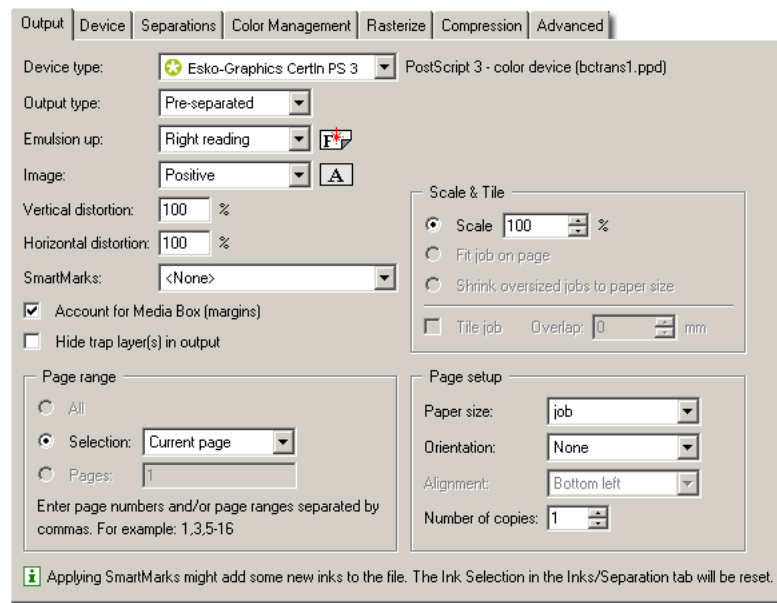 Output Device Separations Color Management Rasterize Compression Advanced
Device type: Esko-Graphics CertIn PS 3 PostScript 3 - color device (bctrans1.ppd)
Output type: Pre-separated
Emulsion up: Right reading F
Image: Positive A
Vertical distortion: 100 %
Horizontal distortion: 100 %
SmartMarks: <None>
Account for Media Box (margins)
Hide trap layer(s) in output
Scale & Tile
Scale 100 %
Fit job on page
Shrink oversized jobs to paper size
Tile job Overlap: 0 mm
Page range
All
Selection: Current page
Pages: 1
Enter page numbers and/or page ranges separated by
commas. For example: 1,3,5-16
Page setup
Paper size: job
Orientation: None
Alignment: Bottom left
Number of copies: 1
i Applying SmartMarks might add some new inks to the file. The Ink Selection in the Inks/Separation tab will be reset.